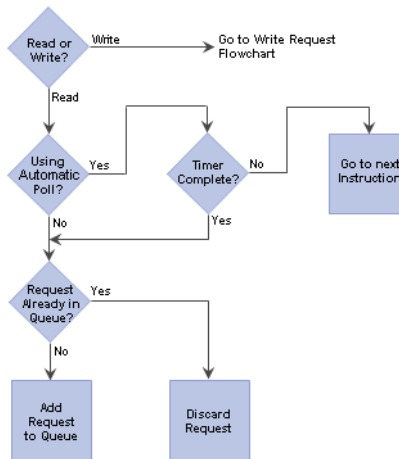 Read or
Write?
Write
Go to Write Request
Flowchart
Read
Using
Automatic
Poll?
Yes
Timer
Complete?
No
Go to next
Instruction
No
Yes
Request
Already in
Queue?
Yes
No
Add
Request
to Queue
Discard
Request